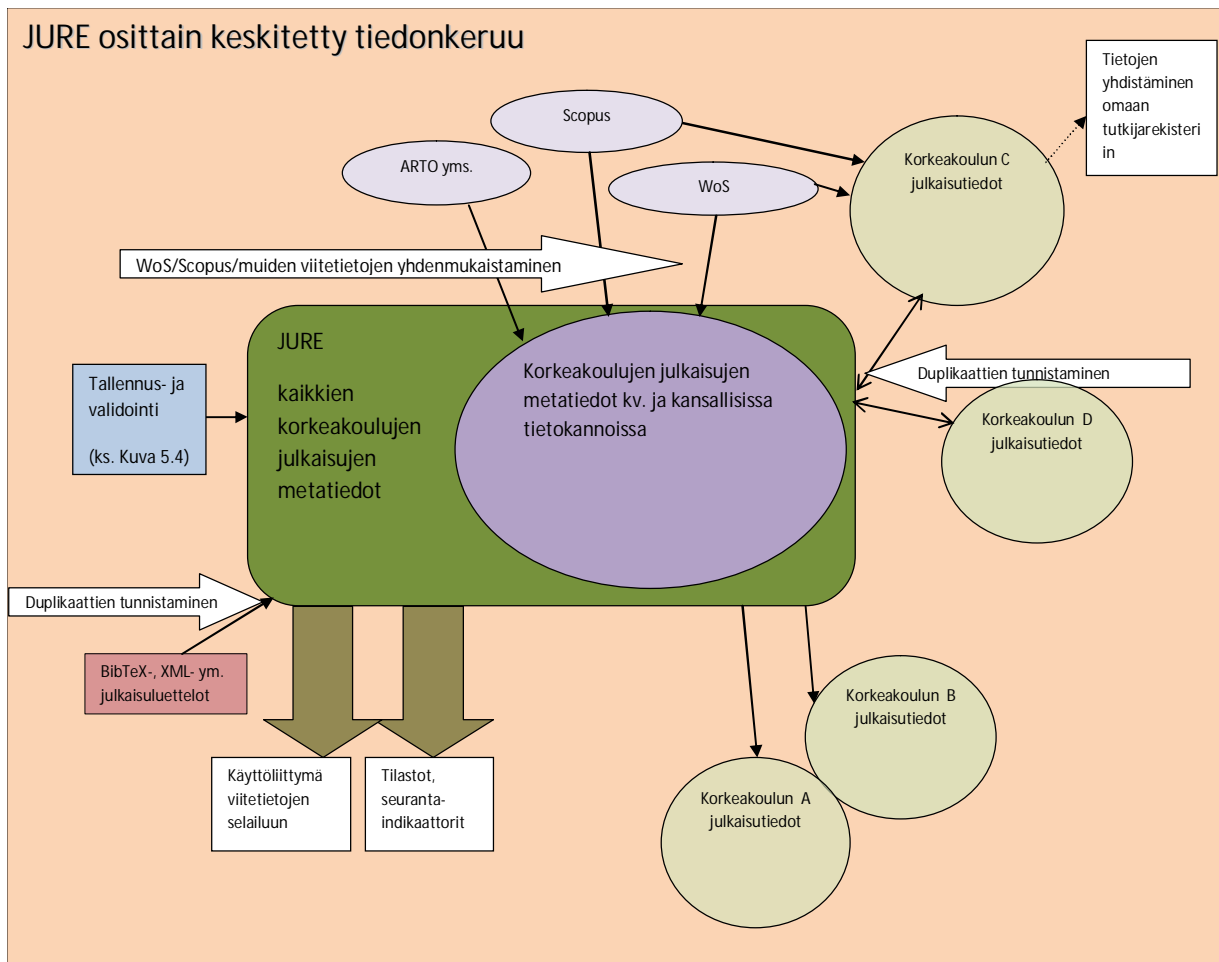 JURE osittain keskitetty tiedonkeruu
Tietojen
yhdistäminen
omaan
tutkijarekisteri
in
Scopus
ARTO yms.
WoS
Korkeakoulun C
julkaisutiedot
WoS/Scopus/muiden viitetietojen yhdenmukaistaminen
JURE
kaikkien
korkeakoulujen
julkaisujen
metatiedot
Korkeakoulujen julkaisujen
metatiedot kv. ja kansallisissa
tietokannoissa
Duplikaattien tunnistaminen
Tallennus- ja
validointi
(ks. Kuva 5.4)
Korkeakoulun D
julkaisutiedot
Duplikaattien tunnistaminen
BibTeX-, XML- ym.
julkaisuluettelot
Korkeakoulun B
julkaisutiedot
Käyttöliittymä
viitetietojen
selailuun
Tilastot,
seuranta-
indikaattorit
Korkeakoulun A
julkaisutiedot